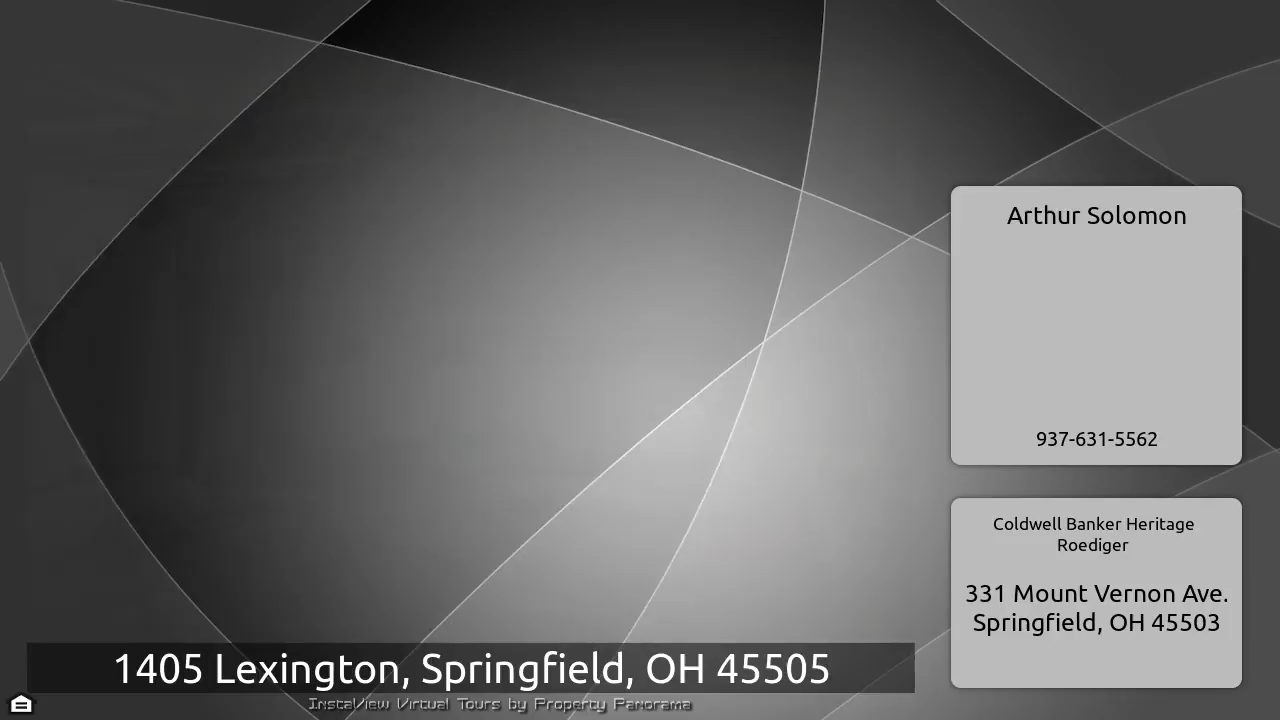 Arthur Solomon
937-631-5562
Coldwell Banker Heritage
Roediger
331 Mount Vernon Ave.
Springfield, OH 45503
1405 Lexington, Springfield, OH 45505
InstaView Virtual Tours by Property Panorama